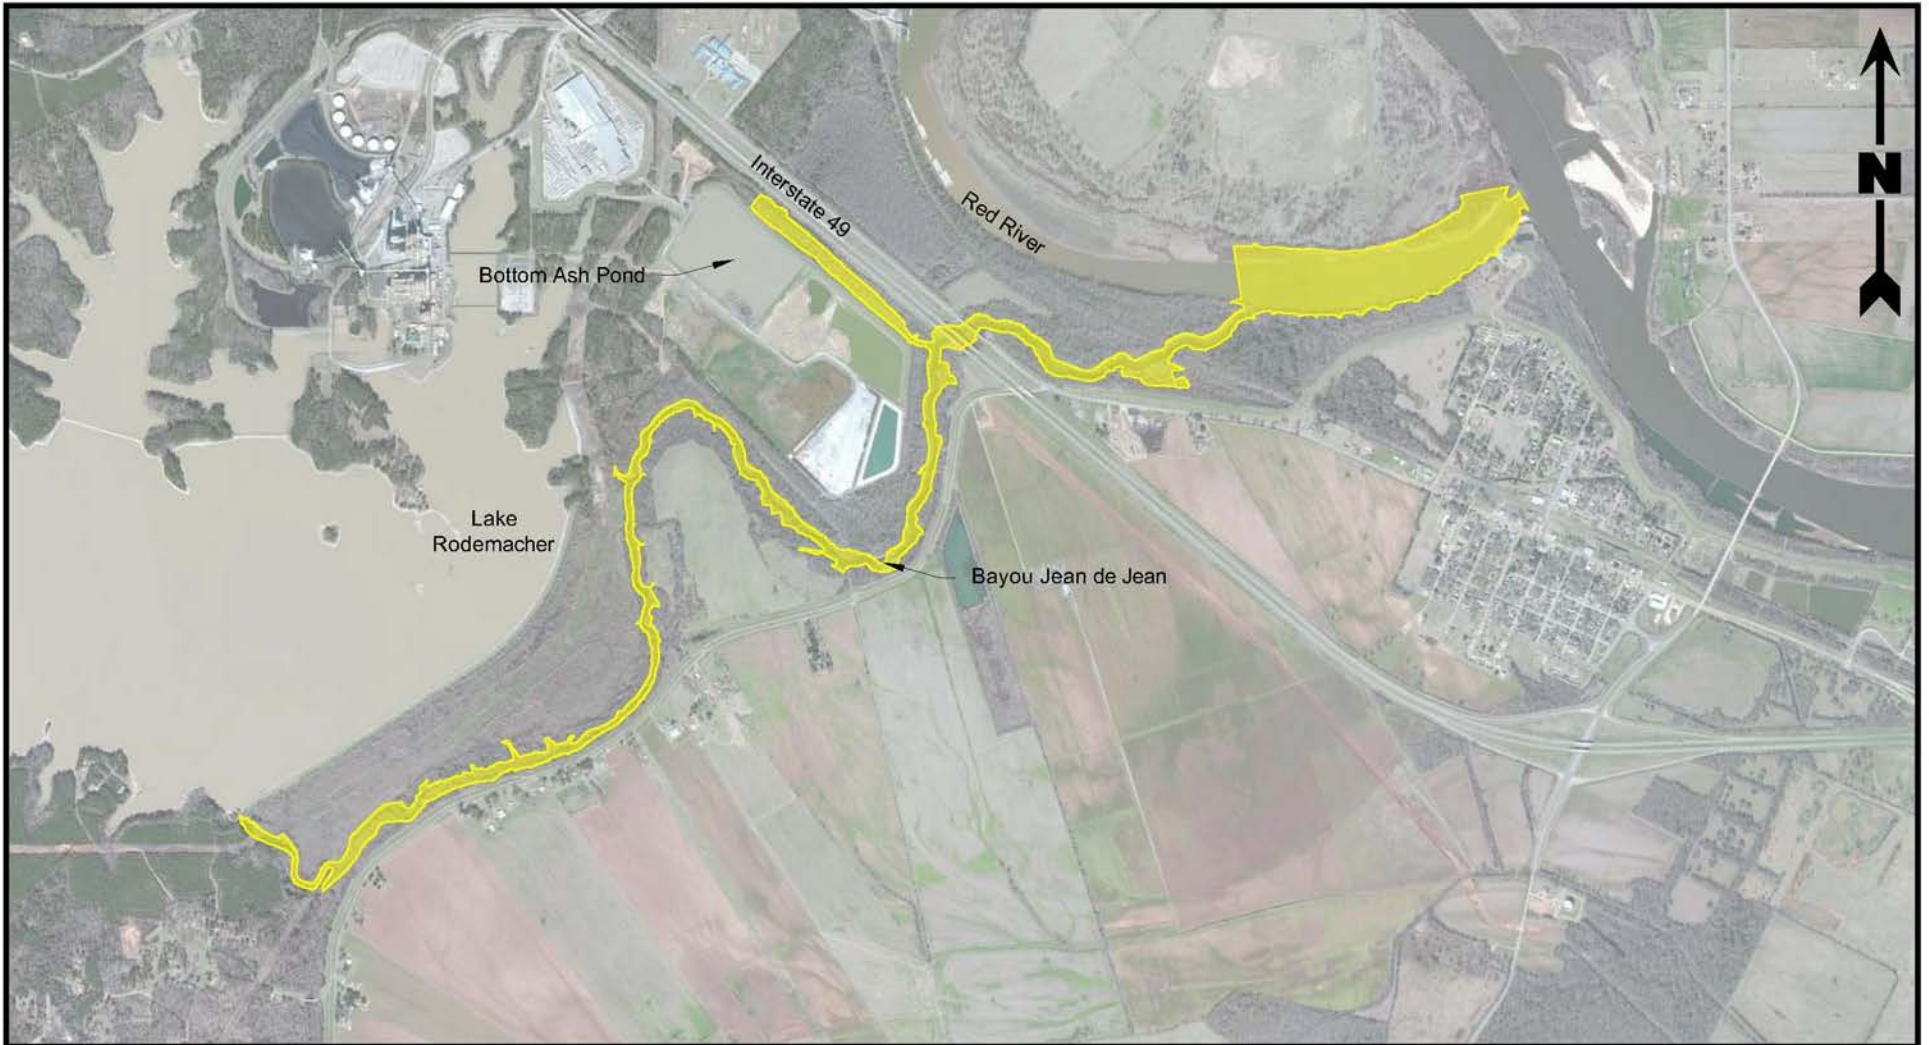 N
Interstate 49
Red River
Bottom Ash Pond
Lake
Rodemacher
Bayou Jean de Jean